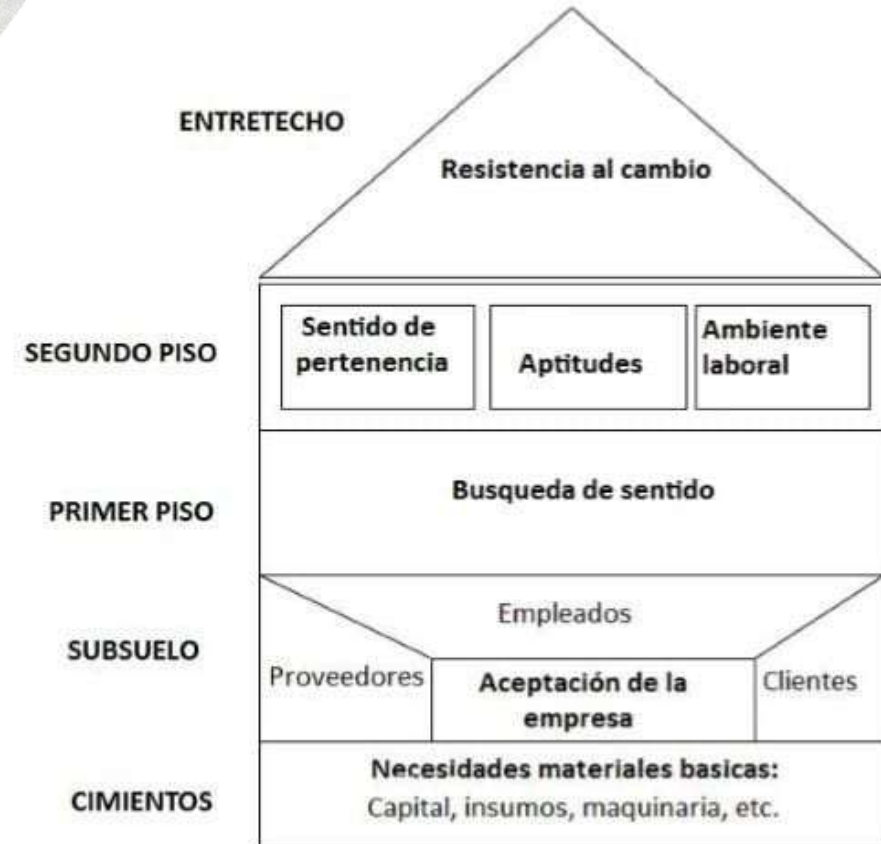 ENTRETECHO
Resistencia al cambio
SEGUNDO PISO
Sentido de
pertenencia
Aptitudes
Ambiente
laboral
PRIMER PISO
Busqueda de sentido
SUBSUELO
Empleados
Proveedores
Aceptación de la
empresa
Clientes
CIMIENTOS
Necesidades materiales basicas:
Capital, insumos, maquinaria, etc.